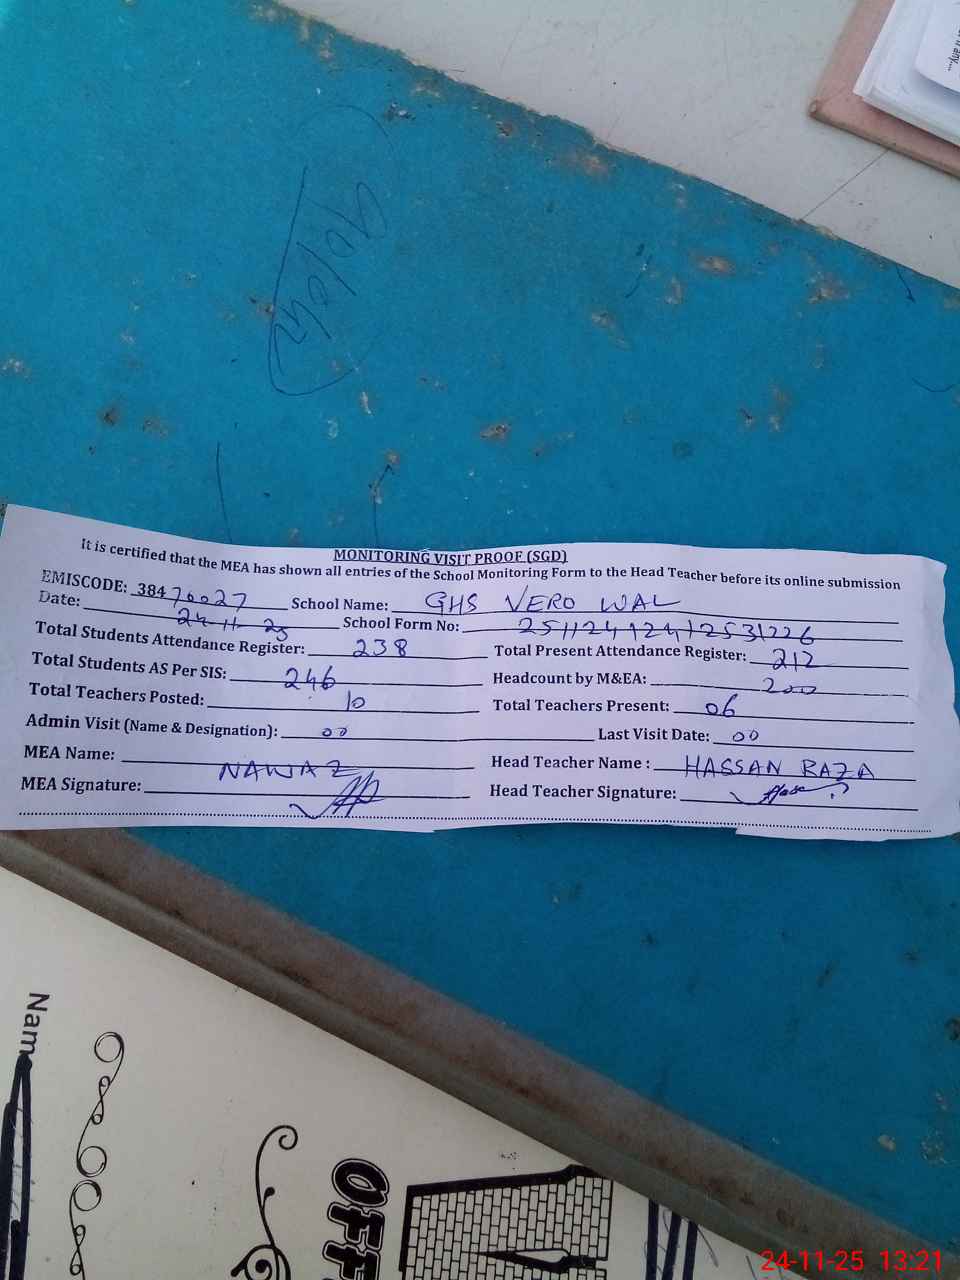 any....
MONITORING VISIT PROOF (SGD)
It is certified that the MEA has shown all entries of the School Monitoring Form to the Head Teacher before its online submission
EMISCODE: 38470027 School Name: GHS VERO WAL
Date: 24-11-25 School Form No:
Total Students Attendance Register: 238 Total Present Attendance Register: 212
Total Students AS Per SIS: 246 Headcount by M&EA: 200
Total Teachers Posted: 10 Total Teachers Present: 06
Admin Visit (Name & Designation): 00 Last Visit Date: 00
MEA Name: NAWAZ Head Teacher Name : HASSAN RAZA
MEA Signature: Head Teacher Signature:
Nam
OFF
24-11-25 13:21